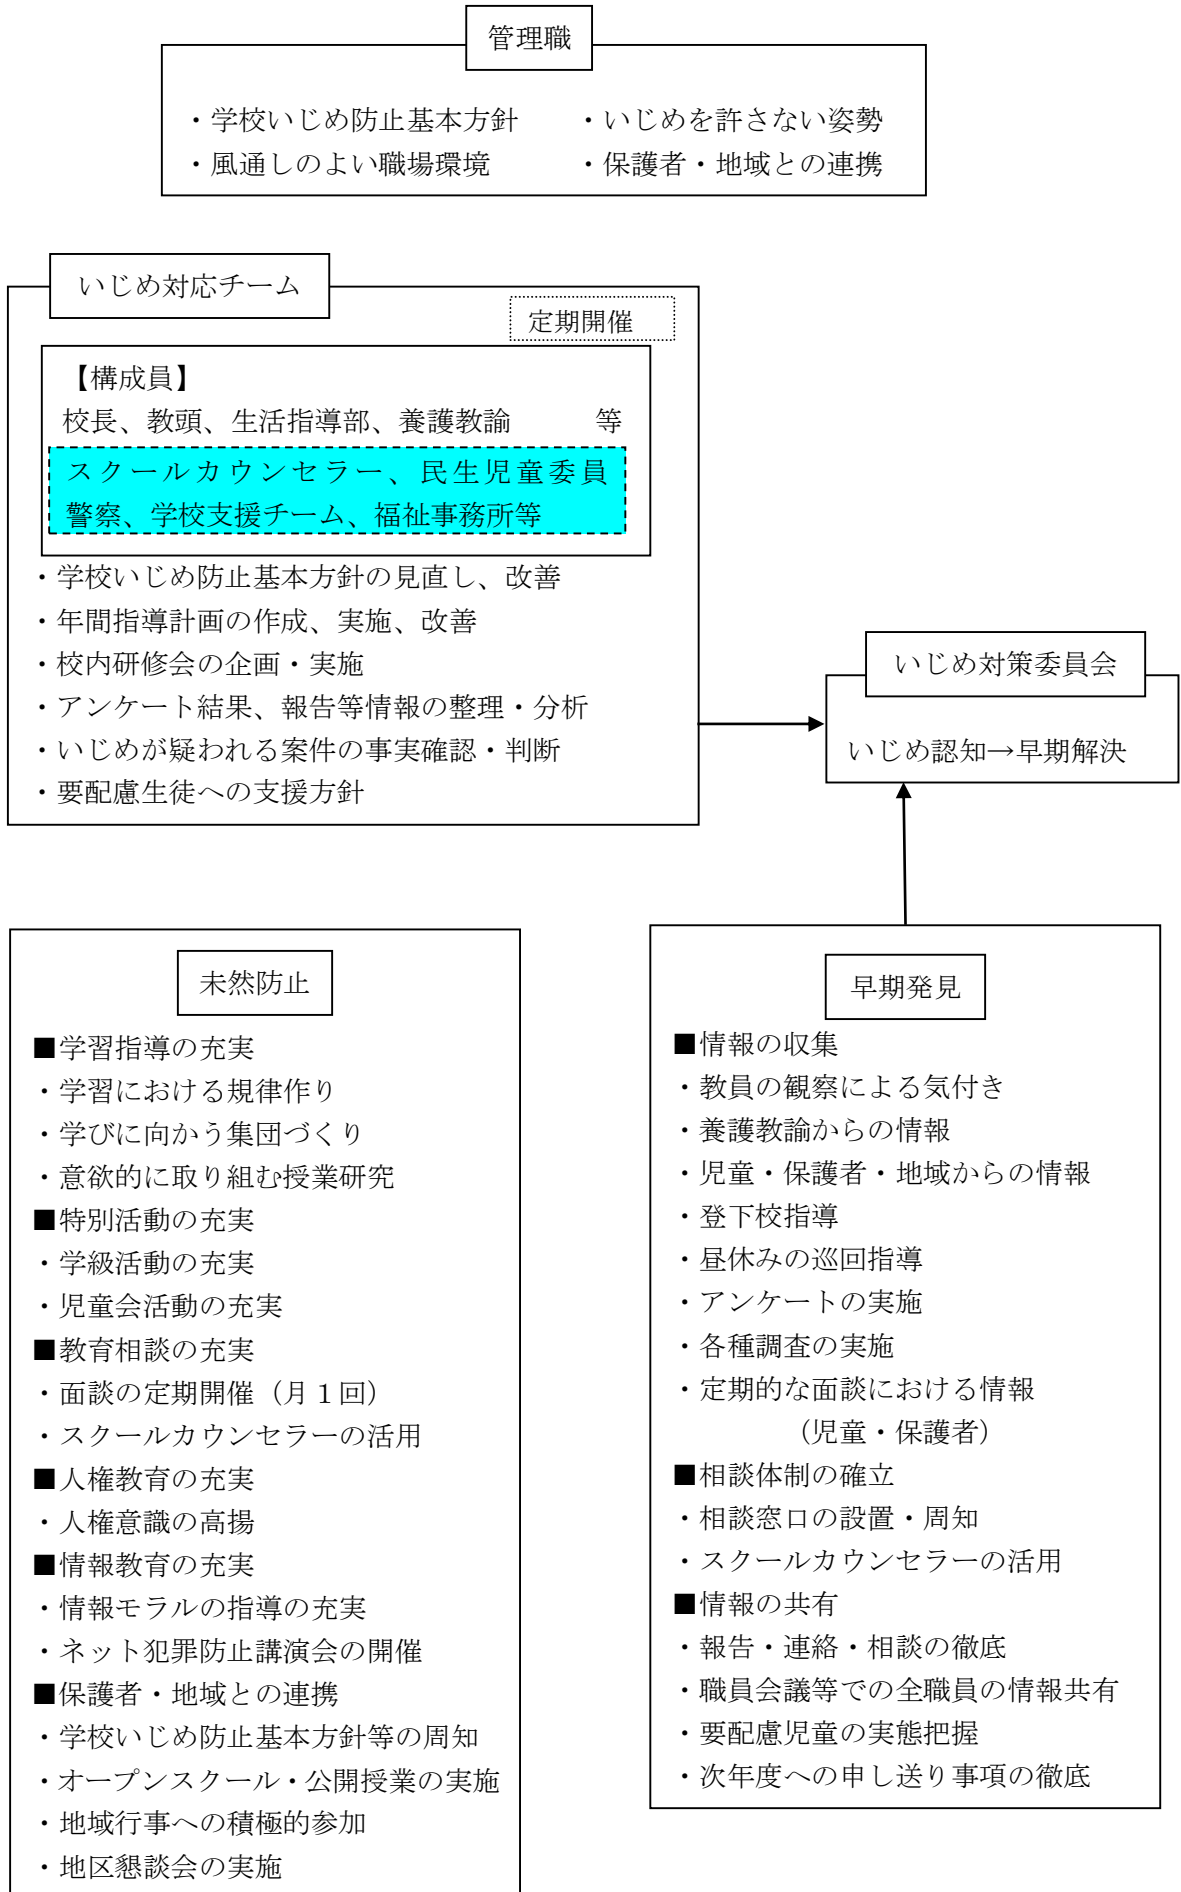 管理職
・学校いじめ防止基本方針　　・いじめを許さない姿勢
・風通しのよい職場環境　　　・保護者・地域との連携
いじめ対応チーム
定期開催
【構成員】
校長、教頭、生活指導部、養護教諭　　　等
スクールカウンセラー、民生児童委員
警察、学校支援チーム、福祉事務所等
・学校いじめ防止基本方針の見直し、改善
・年間指導計画の作成、実施、改善
・校内研修会の企画・実施
・アンケート結果、報告等情報の整理・分析
・いじめが疑われる案件の事実確認・判断
・要配慮生徒への支援方針
いじめ対策委員会
いじめ認知→早期解決
未然防止
■学習指導の充実
・学習における規律作り
・学びに向かう集団づくり
・意欲的に取り組む授業研究
■特別活動の充実
・学級活動の充実
・児童会活動の充実
■教育相談の充実
・面談の定期開催（月１回）
・スクールカウンセラーの活用
■人権教育の充実
・人権意識の高揚
■情報教育の充実
・情報モラルの指導の充実
・ネット犯罪防止講演会の開催
■保護者・地域との連携
・学校いじめ防止基本方針等の周知
・オープンスクール・公開授業の実施
・地域行事への積極的参加
・地区懇談会の実施
早期発見
■情報の収集
・教員の観察による気付き
・養護教諭からの情報
・児童・保護者・地域からの情報
・登下校指導
・昼休みの巡回指導
・アンケートの実施
・各種調査の実施
・定期的な面談における情報
（児童・保護者）
■相談体制の確立
・相談窓口の設置・周知
・スクールカウンセラーの活用
■情報の共有
・報告・連絡・相談の徹底
・職員会議等での全職員の情報共有
・要配慮児童の実態把握
・次年度への申し送り事項の徹底